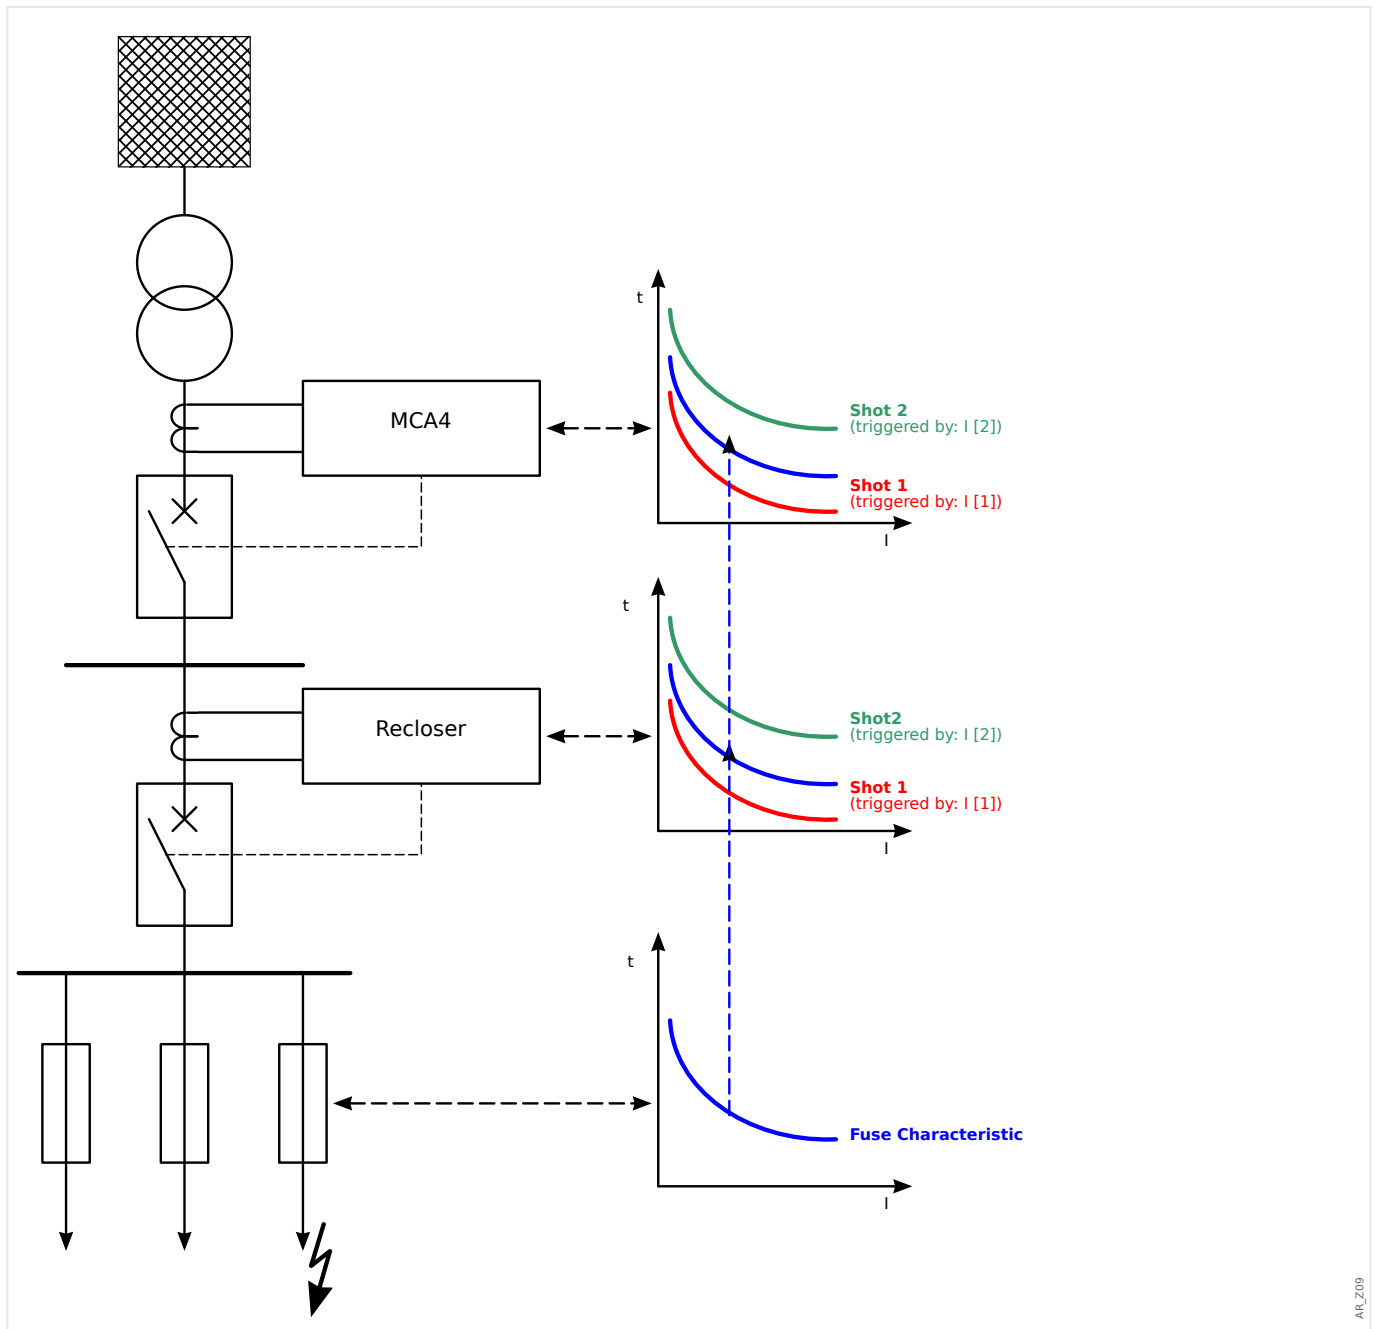 t
MCA4
Shot 2
(triggered by: I [2])
Shot 1
(triggered by: I [1])
I
t
Recloser
Shot2
(triggered by: I [2])
Shot 1
(triggered by: I [1])
I
t
Fuse Characteristic
I
AR_Z09